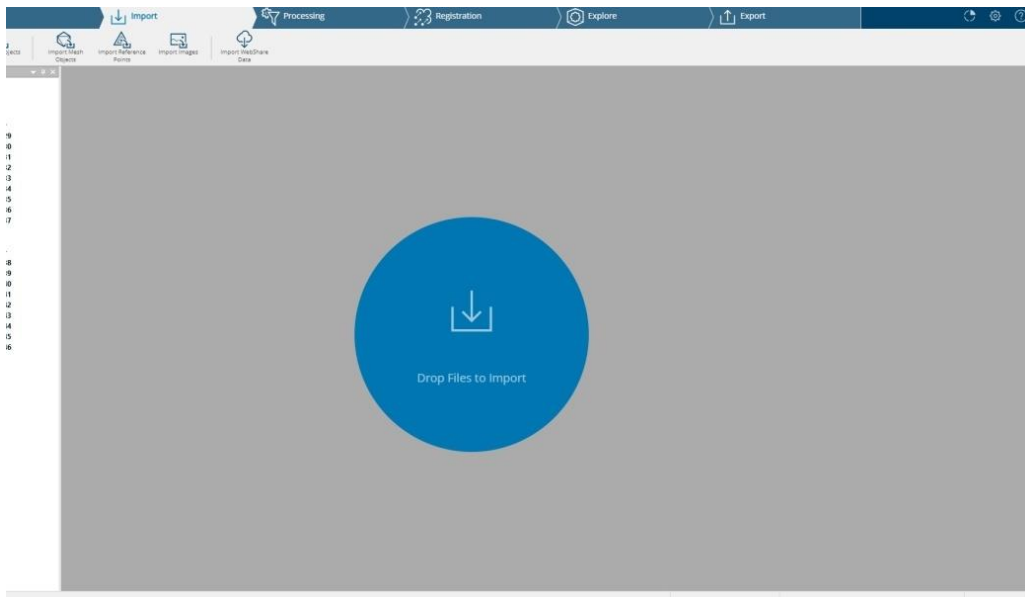 Import
Processing
Registration
Explore
Export
Import Mesh
Objects
Import Reference
Points
Import Images
Import WebShare
Data
Drop Files to Import